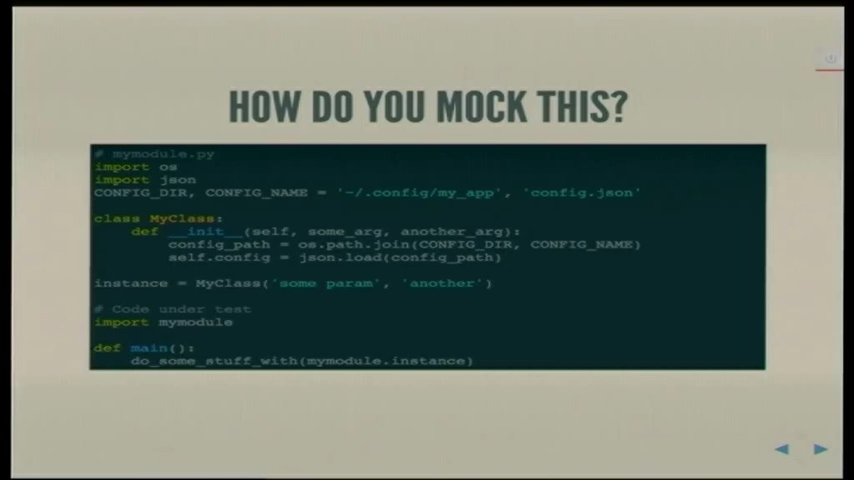 HOW DO YOU MOCK THIS?
# mymodule.py
import os
import json
CONFIG_DIR, CONFIG_NAME = '~/.config/my_app', 'config.json'
class MyClass:
def __init__(self, some_arg, another_arg):
config_path = os.path.join(CONFIG_DIR, CONFIG_NAME)
self.config = json.load(config_path)
instance = MyClass('some param', 'another')
# Code under test
import mymodule
def main():
do_some_stuff_with(mymodule.instance)